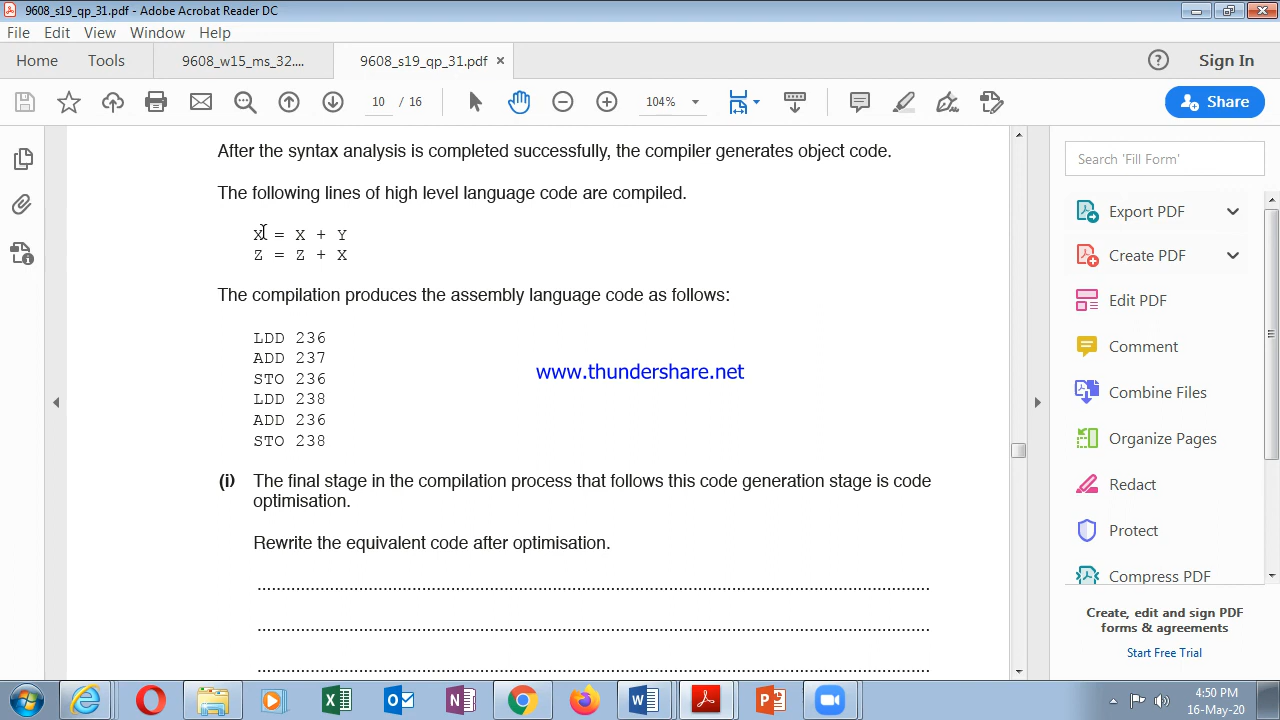 9608_s19_qp_31.pdf - Adobe Acrobat Reader DC
File Edit View Window Help
Home Tools 9608_w15_ms_32.... 9608_s19_qp_31.pdf × Sign In
10 / 16 104% Share
After the syntax analysis is completed successfully, the compiler generates object code.
The following lines of high level language code are compiled.
X = X + Y
Z = Z + X
The compilation produces the assembly language code as follows:
LDD 236
ADD 237
STO 236
LDD 238
ADD 236
STO 238
www.thundershare.net
(i) The final stage in the compilation process that follows this code generation stage is code
optimisation.
Rewrite the equivalent code after optimisation.
Search 'Fill Form'
Export PDF
Create PDF
Edit PDF
Comment
Combine Files
Organize Pages
Redact
Protect
Compress PDF
Create, edit and sign PDF
forms & agreements
Start Free Trial
4:50 PM
16-May-20